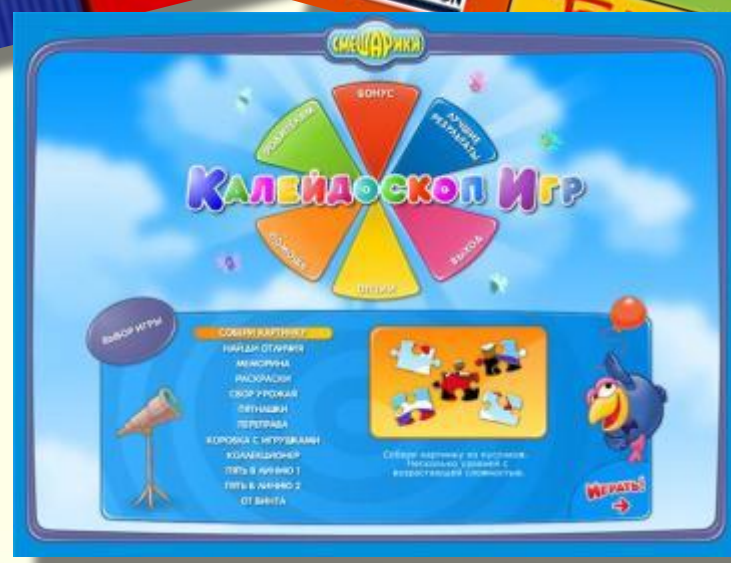 СМЕШАРИКИ
БОНУС
РОДИТЕЛЯМ
ЛУЧШИЕ
РЕЗУЛЬТАТЫ
КАЛЕЙДОСКОП ИГР
ПОМОЩЬ
ОПЦИИ
ВЫХОД
ВЫБОР ИГРЫ
СОБЕРИ КАРТИНКУ
НАЙДИ ОТЛИЧИЯ
МЕМОРИНА
РАСКРАСКИ
СБОР УРОЖАЯ
ПЯТНАШКИ
ПЕРЕПРАВА
КОРОБКА С ИГРУШКАМИ
КОЛЛЕКЦИОНЕР
ПЯТЬ В ЛИНИЮ 1
ПЯТЬ В ЛИНИЮ 2
ОТ ВИНТА
Собери картинку из кусочков.
Несколько уровней с
возрастающей сложностью.
ИГРАТЬ!